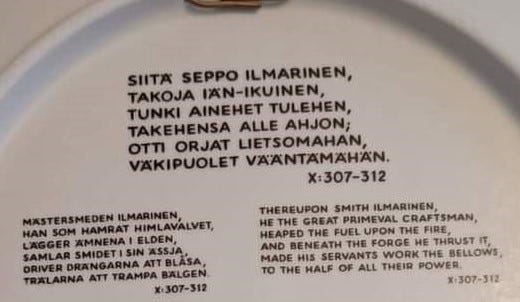 SIITÄ SEPPO ILMARINEN,
TAKOJA IÄN-IKUINEN,
TUNKI AINEHET TULEHEN,
TAKEHENSA ALLE AHJON;
OTTI ORJAT LIETSOMAHAN,
VÄKIPUOLET VÄÄNTÄMÄHÄN.
X:307-312
MÄSTERSMEDEN ILMARINEN,
HAN SOM HAMRAT HIMLAVALVET,
LÄGGER ÄMNENA I ELDEN,
SAMLAR SMIDET I SIN ÄSSJA,
DRIVER DRÄNGARNA ATT BLÅSA,
TRÄLARNA ATT TRAMPA BÄLGEN.
X:307-312
THEREUPON SMITH ILMARINEN,
HE THE GREAT PRIMEVAL CRAFTSMAN,
HEAPED THE FUEL UPON THE FIRE,
AND BENEATH THE FORGE HE THRUST IT,
MADE HIS SERVANTS WORK THE BELLOWS,
TO THE HALF OF ALL THEIR POWER.
X:307-312